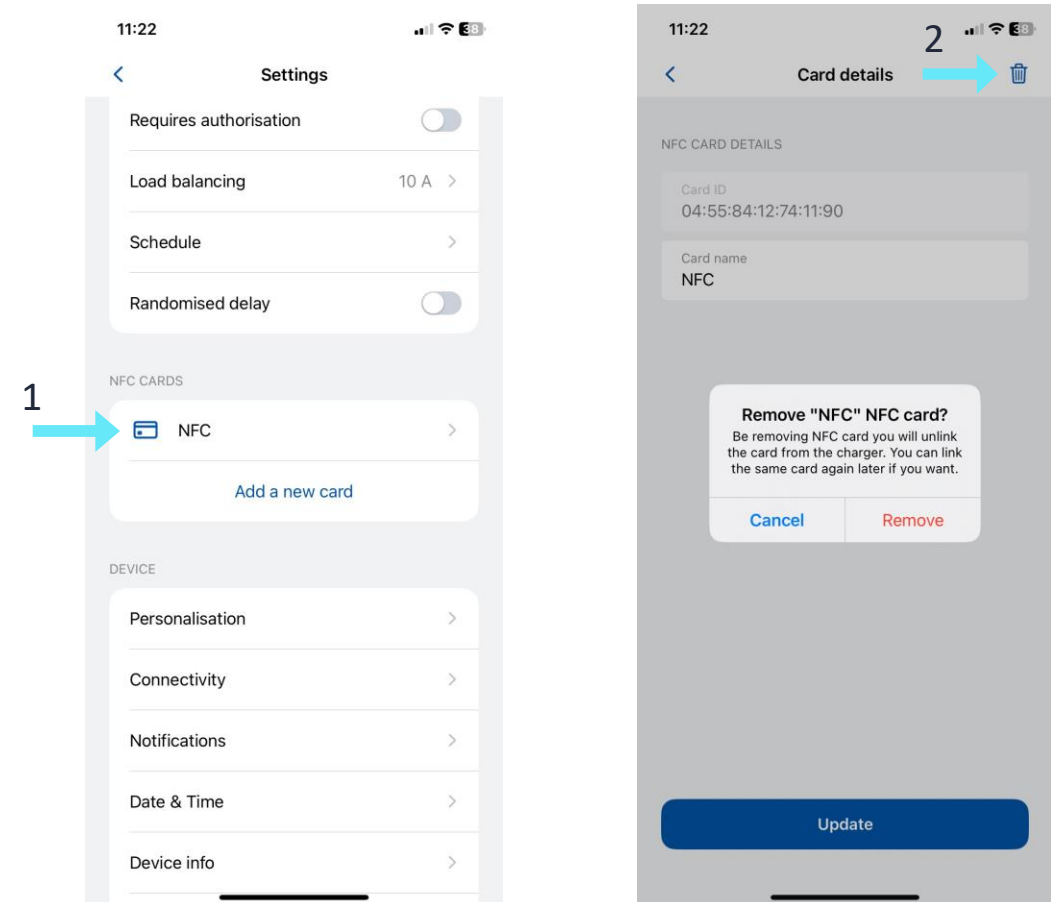 11:22
38
Settings
Requires authorisation
Load balancing 10 A
Schedule
Randomised delay
NFC CARDS
1
NFC
Add a new card
DEVICE
Personalisation
Connectivity
Notifications
Date & Time
Device info
11:22
2
38
Card details
NFC CARD DETAILS
Card ID
04:55:84:12:74:11:90
Card name
NFC
Remove "NFC" NFC card?
Be removing NFC card you will unlink
the card from the charger. You can link
the same card again later if you want.
Cancel Remove
Update